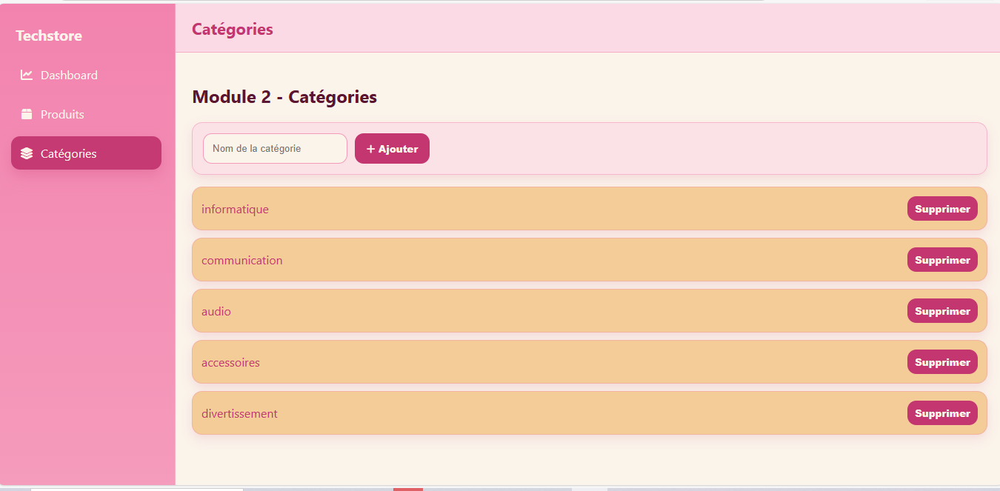 Techstore
Dashboard
Produits
Catégories
Catégories
Module 2 - Catégories
Nom de la catégorie
+ Ajouter
informatique
Supprimer
communication
Supprimer
audio
Supprimer
accessoires
Supprimer
divertissement
Supprimer